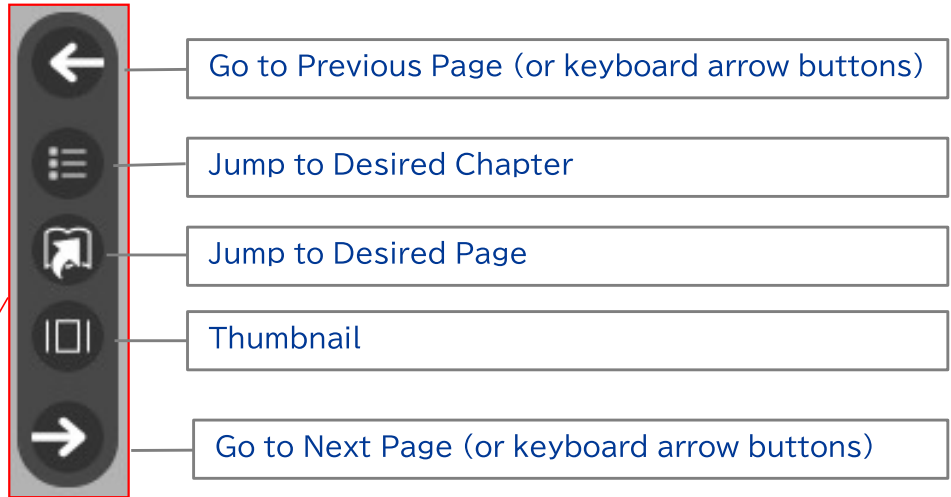 Go to Previous Page (or keyboard arrow buttons)
Jump to Desired Chapter
Jump to Desired Page
Thumbnail
Go to Next Page (or keyboard arrow buttons)